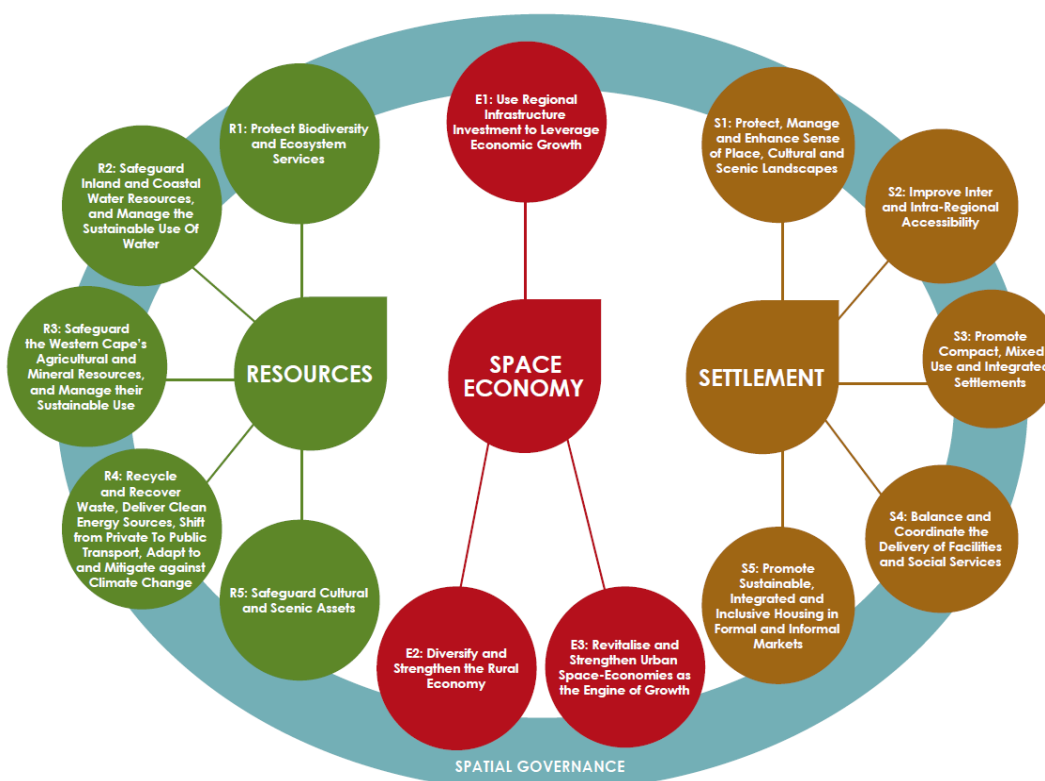 E1: Use Regional
Infrastructure
Investment to Leverage
Economic Growth
R1: Protect Biodiversity
and Ecosystem
Services
S1: Protect, Manage
and Enhance Sense
of Place, Cultural and
Scenic Landscapes
R2: Safeguard
Inland and Coastal
Water Resources,
and Manage the
Sustainable Use Of
Water
S2: Improve Inter
and Intra-Regional
Accessibility
R3: Safeguard
the Western Cape's
Agricultural and
Mineral Resources,
and Manage their
Sustainable Use
RESOURCES
SPACE
ECONOMY
SETTLEMENT
S3: Promote
Compact, Mixed
Use and Integrated
Settlements
R4: Recycle
and Recover
Waste, Deliver Clean
Energy Sources, Shift
from Private To Public
Transport, Adapt to
and Mitigate against
Climate Change
S4: Balance and
Coordinate the
Delivery of Facilities
and Social Services
R5: Safeguard Cultural
and Scenic Assets
S5: Promote
Sustainable,
Integrated and
Inclusive Housing in
Formal and Informal
Markets
E2: Diversify and
Strengthen the Rural
Economy
E3: Revitalise and
Strengthen Urban
Space-Economies as
the Engine of Growth
SPATIAL GOVERNANCE